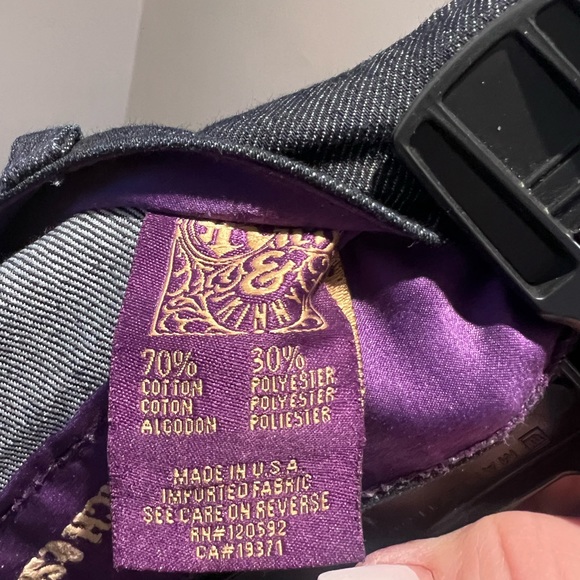 &
70% 30%
COTTON POLYESTER
COTON POLYESTER
ALGODON POLIESTER
MADE IN U.S.A
IMPORTED FABRIC
SEE CARE ON REVERSE
RN#120592
CA#19371